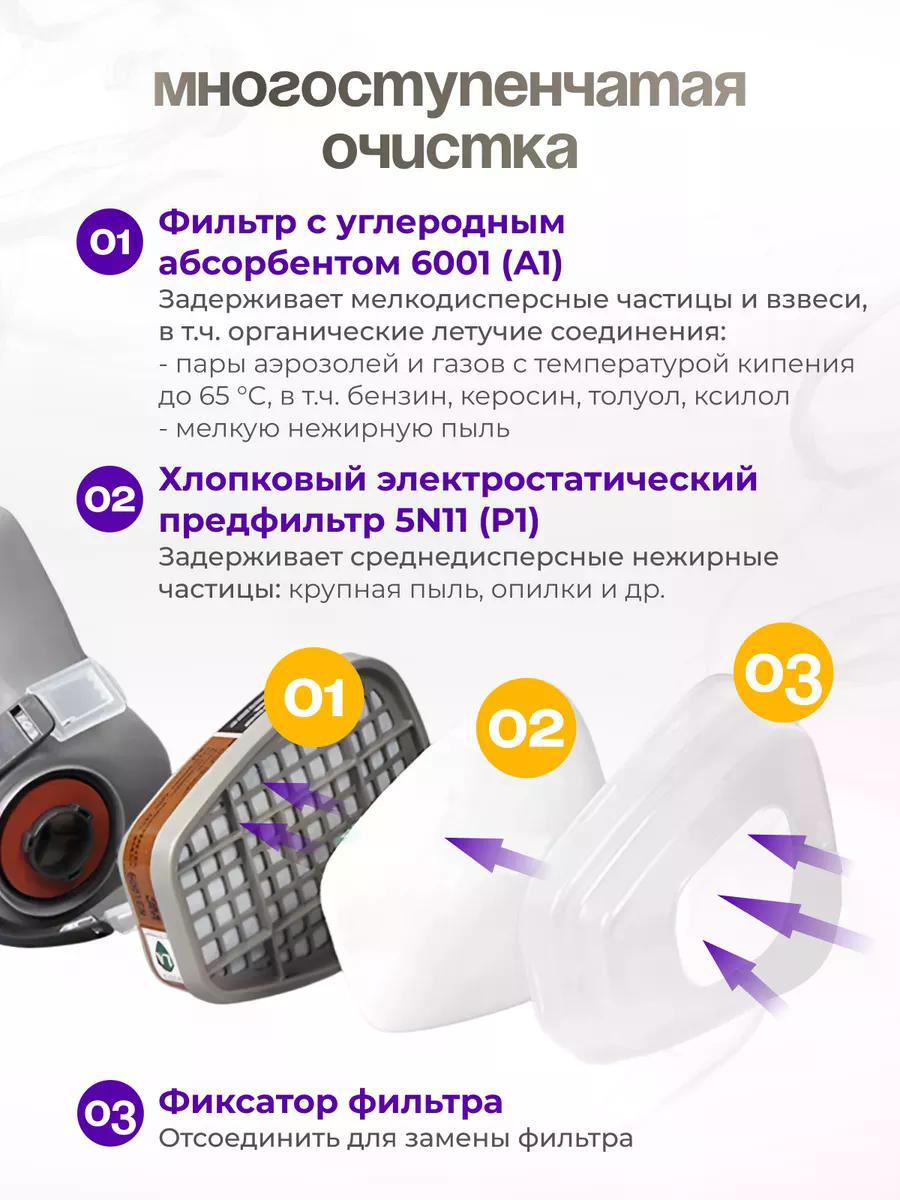 многоступенчатая
очистка
01
Фильтр с углеродным
абсорбентом 6001 (А1)
Задерживает мелкодисперсные частицы и взвеси,
в т.ч. органические летучие соединения:
- пары аэрозолей и газов с температурой кипения
до 65 °С, в т.ч. бензин, керосин, толуол, ксилол
- мелкую нежирную пыль
02
Хлопковый электростатический
предфильтр 5N11 (Р1)
Задерживает среднедисперсные нежирные
частицы: крупная пыль, опилки и др.
01
02
03
03
Фиксатор фильтра
Отсоединить для замены фильтра